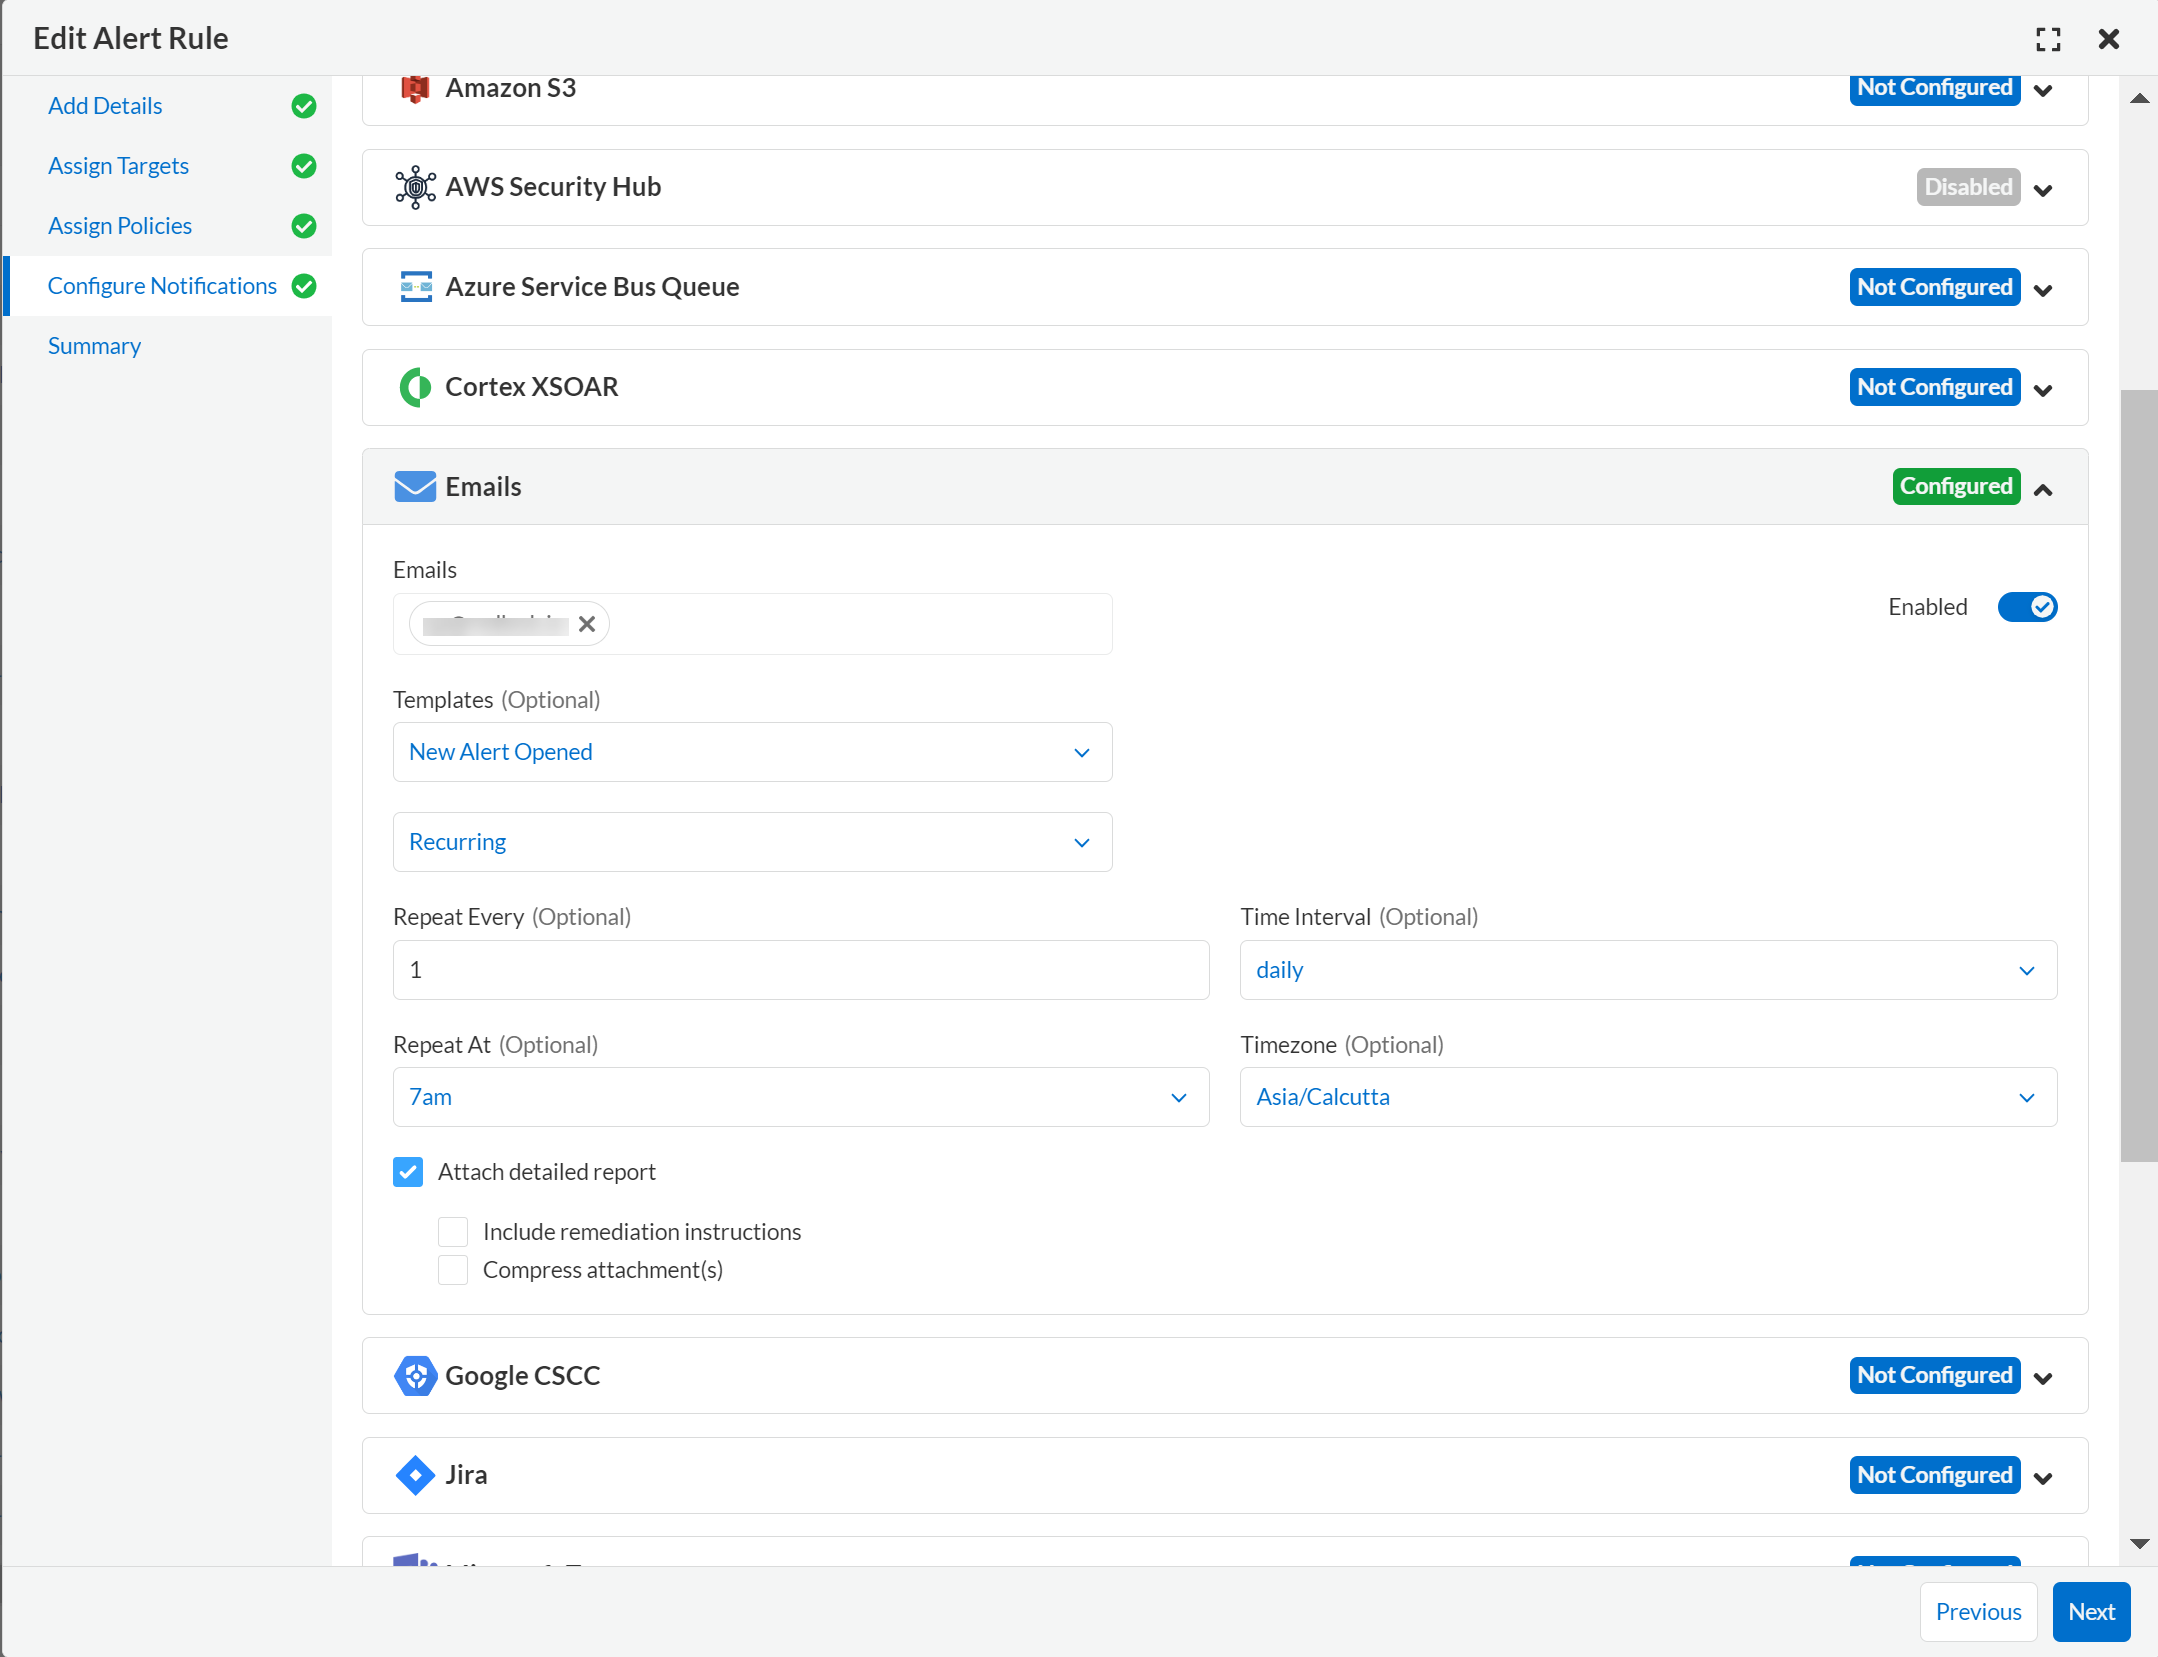 Edit Alert Rule
Add Details
Assign Targets
Assign Policies
Configure Notifications
Summary
Amazon S3
Not Configured
AWS Security Hub
Disabled
Azure Service Bus Queue
Not Configured
Cortex XSOAR
Not Configured
Emails
Configured
Emails
Enabled
Templates (Optional)
New Alert Opened
Recurring
Repeat Every (Optional)
Time Interval (Optional)
1
daily
Repeat At (Optional)
Timezone (Optional)
7am
Asia/Calcutta
Attach detailed report
Include remediation instructions
Compress attachment(s)
Google CSCC
Not Configured
Jira
Not Configured
Previous
Next